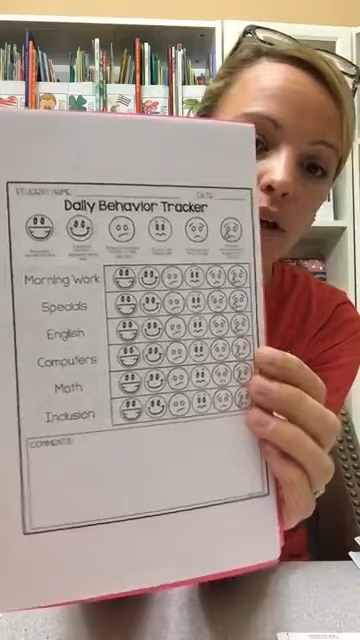 STUDENT NAME DATE
Daily Behavior Tracker
Morning Work
Specials
English
Computers
Math
Inclusion
COMMENTS: